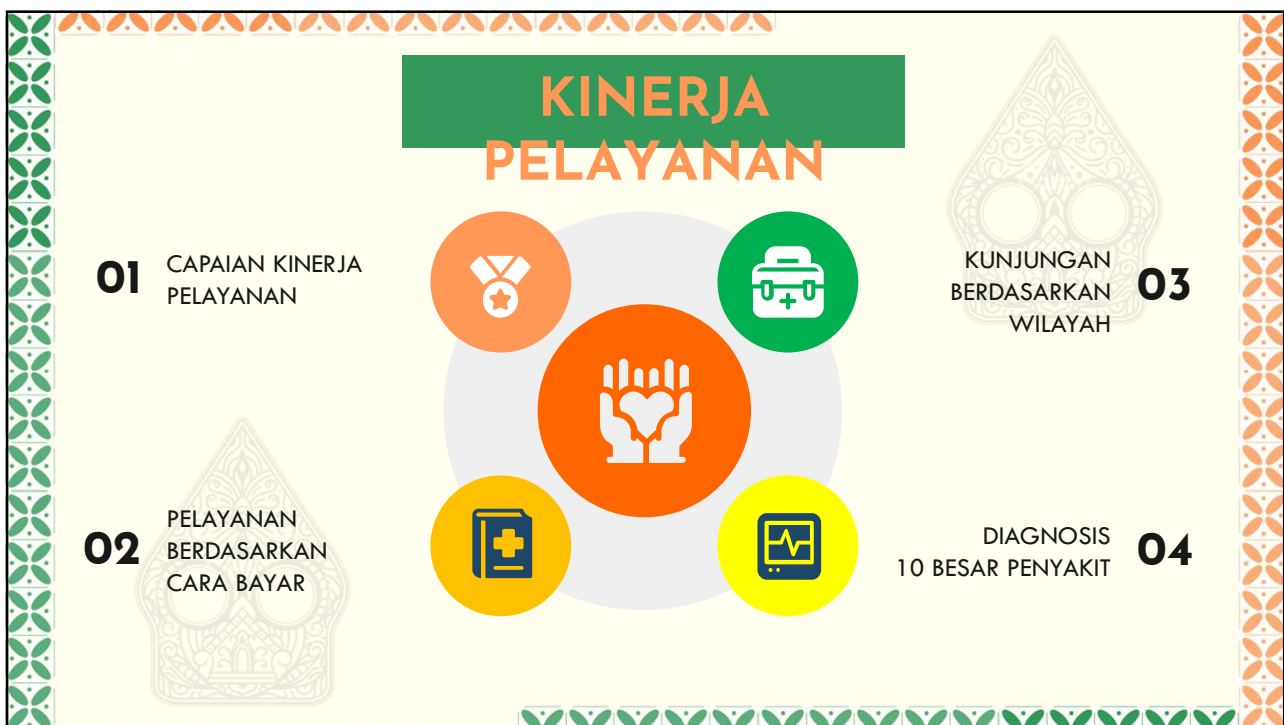 KINERJA
PELAYANAN
01
CAPAIAN KINERJA
PELAYANAN
02
PELAYANAN
BERDASARKAN
CARA BAYAR
KUNJUNGAN
BERDASARKAN
WILAYAH
03
DIAGNOSIS
10 BESAR PENYAKIT
04